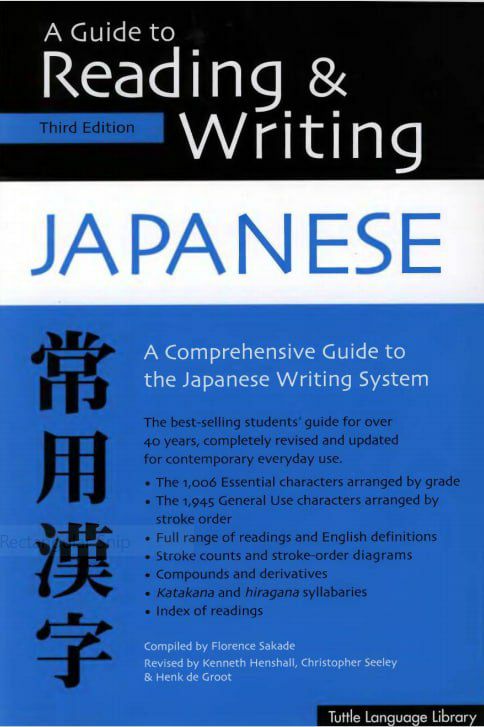 A Guide to
Reading &
Third Edition
Writing
JAPANESE
常用漢字
A Comprehensive Guide to
the Japanese Writing System
The best-selling students' guide for over
40 years, completely revised and updated
for contemporary everyday use.
• The 1,006 Essential characters arranged by grade
• The 1,945 General Use characters arranged by
stroke order
• Full range of readings and English definitions
• Stroke counts and stroke-order diagrams
• Compounds and derivatives
• Katakana and hiragana syllabaries
• Index of readings
Compiled by Florence Sakade
Revised by Kenneth Henshall, Christopher Seeley
& Henk de Groot
Tuttle Language Library